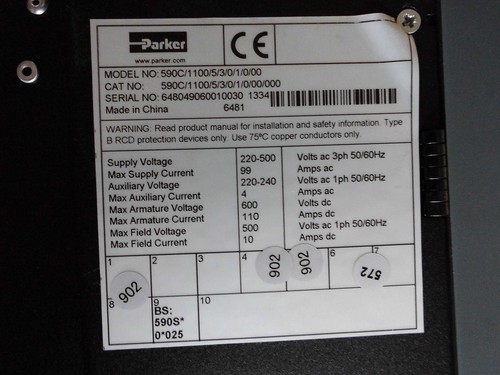 Parker
www.parker.com
CE
MODEL NO: 590C/1100/5/3/0/1/0/00
CAT NO: 590C/1100/5/3/0/1/0/00/000
SERIAL NO: 648049060010030 1334
Made in China 6481
WARNING: Read product manual for installation and safety information. Type
B RCD protection devices only. Use 75ºC copper conductors only.
Supply Voltage 220-500 Volts ac 3ph 50/60Hz
Max Supply Current 99 Amps ac
Auxiliary Voltage 220-240 Volts ac 1ph 50/60Hz
Max Auxiliary Current 4 Amps ac
Max Armature Voltage 600 Volts dc
Max Armature Current 110 Amps dc
Max Field Voltage 500 Volts ac 1ph 50/60Hz
Max Field Current 10 Amps dc
1 2 3 4 6 7
902 902 572
8 9 10
902
BS:
590S*
0*025